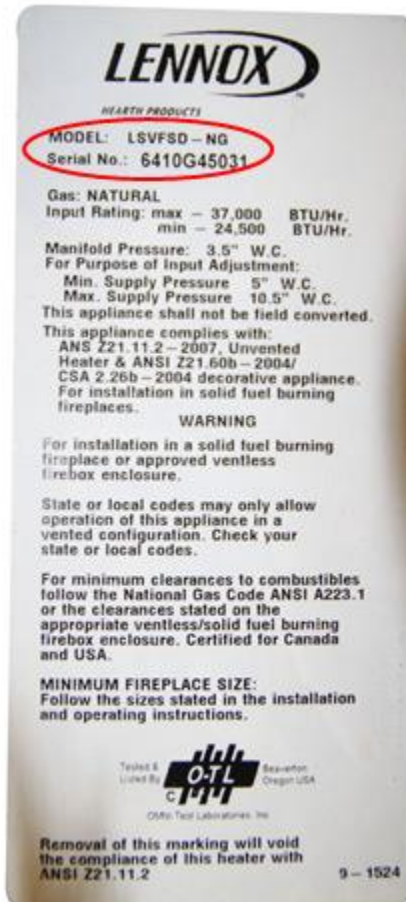 LENNOX
TM
HEARTH PRODUCTS
MODEL: LSVFSD – NG
Serial No.: 6410G45031
Gas: NATURAL
Input Rating: max – 37,000 BTU/Hr.
min – 24,500 BTU/Hr.
Manifold Pressure: 3.5" W.C.
For Purpose of Input Adjustment:
Min. Supply Pressure 5" W.C.
Max. Supply Pressure 10.5" W.C.
This appliance shall not be field converted.
This appliance complies with:
ANS Z21.11.2 – 2007, Unvented
Heater & ANSI Z21.60b – 2004/
CSA 2.26b – 2004 decorative appliance.
For installation in solid fuel burning
fireplaces.
WARNING
For installation in a solid fuel burning
fireplace or approved ventless
firebox enclosure.
State or local codes may only allow
operation of this appliance in a
vented configuration. Check your
state or local codes.
For minimum clearances to combustibles
follow the National Gas Code ANSI A223.1
or the clearances stated on the
appropriate ventless/solid fuel burning
firebox enclosure. Certified for Canada
and USA.
MINIMUM FIREPLACE SIZE:
Follow the sizes stated in the installation
and operating instructions.
Tested & Listed By
O-TL
C
Beaverton Oregon USA
OMNI-Test Laboratories, Inc
Removal of this marking will void
the compliance of this heater with
ANSI Z21.11.2
9 – 1524